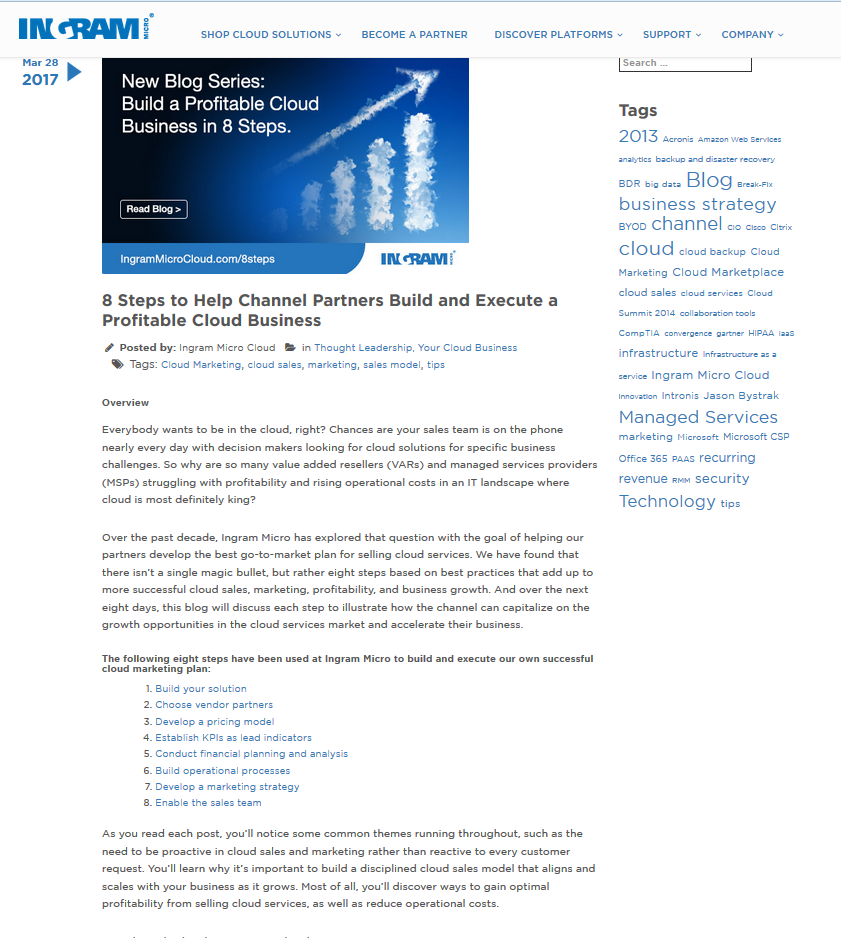 INGRAM MICRO ®
SHOP CLOUD SOLUTIONS BECOME A PARTNER DISCOVER PLATFORMS SUPPORT COMPANY
Mar 28
2017
New Blog Series:
Build a Profitable Cloud
Business in 8 Steps.
Read Blog >
IngramMicroCloud.com/8steps
INGRAM
8 Steps to Help Channel Partners Build and Execute a
Profitable Cloud Business
Posted by: Ingram Micro Cloud in Thought Leadership, Your Cloud Business
Tags: Cloud Marketing, cloud sales, marketing, sales model, tips
Overview
Everybody wants to be in the cloud, right? Chances are your sales team is on the phone
nearly every day with decision makers looking for cloud solutions for specific business
challenges. So why are so many value added resellers (VARs) and managed services providers
(MSPs) struggling with profitability and rising operational costs in an IT landscape where
cloud is most definitely king?
Over the past decade, Ingram Micro has explored that question with the goal of helping our
partners develop the best go-to-market plan for selling cloud services. We have found that
there isn't a single magic bullet, but rather eight steps based on best practices that add up to
more successful cloud sales, marketing, profitability, and business growth. And over the next
eight days, this blog will discuss each step to illustrate how the channel can capitalize on the
growth opportunities in the cloud services market and accelerate their business.
The following eight steps have been used at Ingram Micro to build and execute our own successful
cloud marketing plan:
1. Build your solution
2. Choose vendor partners
3. Develop a pricing model
4. Establish KPIs as lead indicators
5. Conduct financial planning and analysis
6. Build operational processes
7. Develop a marketing strategy
8. Enable the sales team
As you read each post, you'll notice some common themes running throughout, such as the
need to be proactive in cloud sales and marketing rather than reactive to every customer
request. You'll learn why it's important to build a disciplined cloud sales model that aligns and
scales with your business as it grows. Most of all, you'll discover ways to gain optimal
profitability from selling cloud services, as well as reduce operational costs.
Search ...
Tags
2013 Acronis Amazon Web Services
analytics backup and disaster recovery
BDR big data Blog Break-Fix
business strategy
BYOD channel CIO Cisco Citrix
cloud cloud backup Cloud
Marketing Cloud Marketplace
cloud sales cloud services Cloud
Summit 2014 collaboration tools
CompTIA convergence gartner HIPAA IaaS
infrastructure Infrastructure as a
service Ingram Micro Cloud
Innovation Intronis Jason Bystrak
Managed Services
marketing Microsoft Microsoft CSP
Office 365 PAAS recurring
revenue RMM security
Technology tips